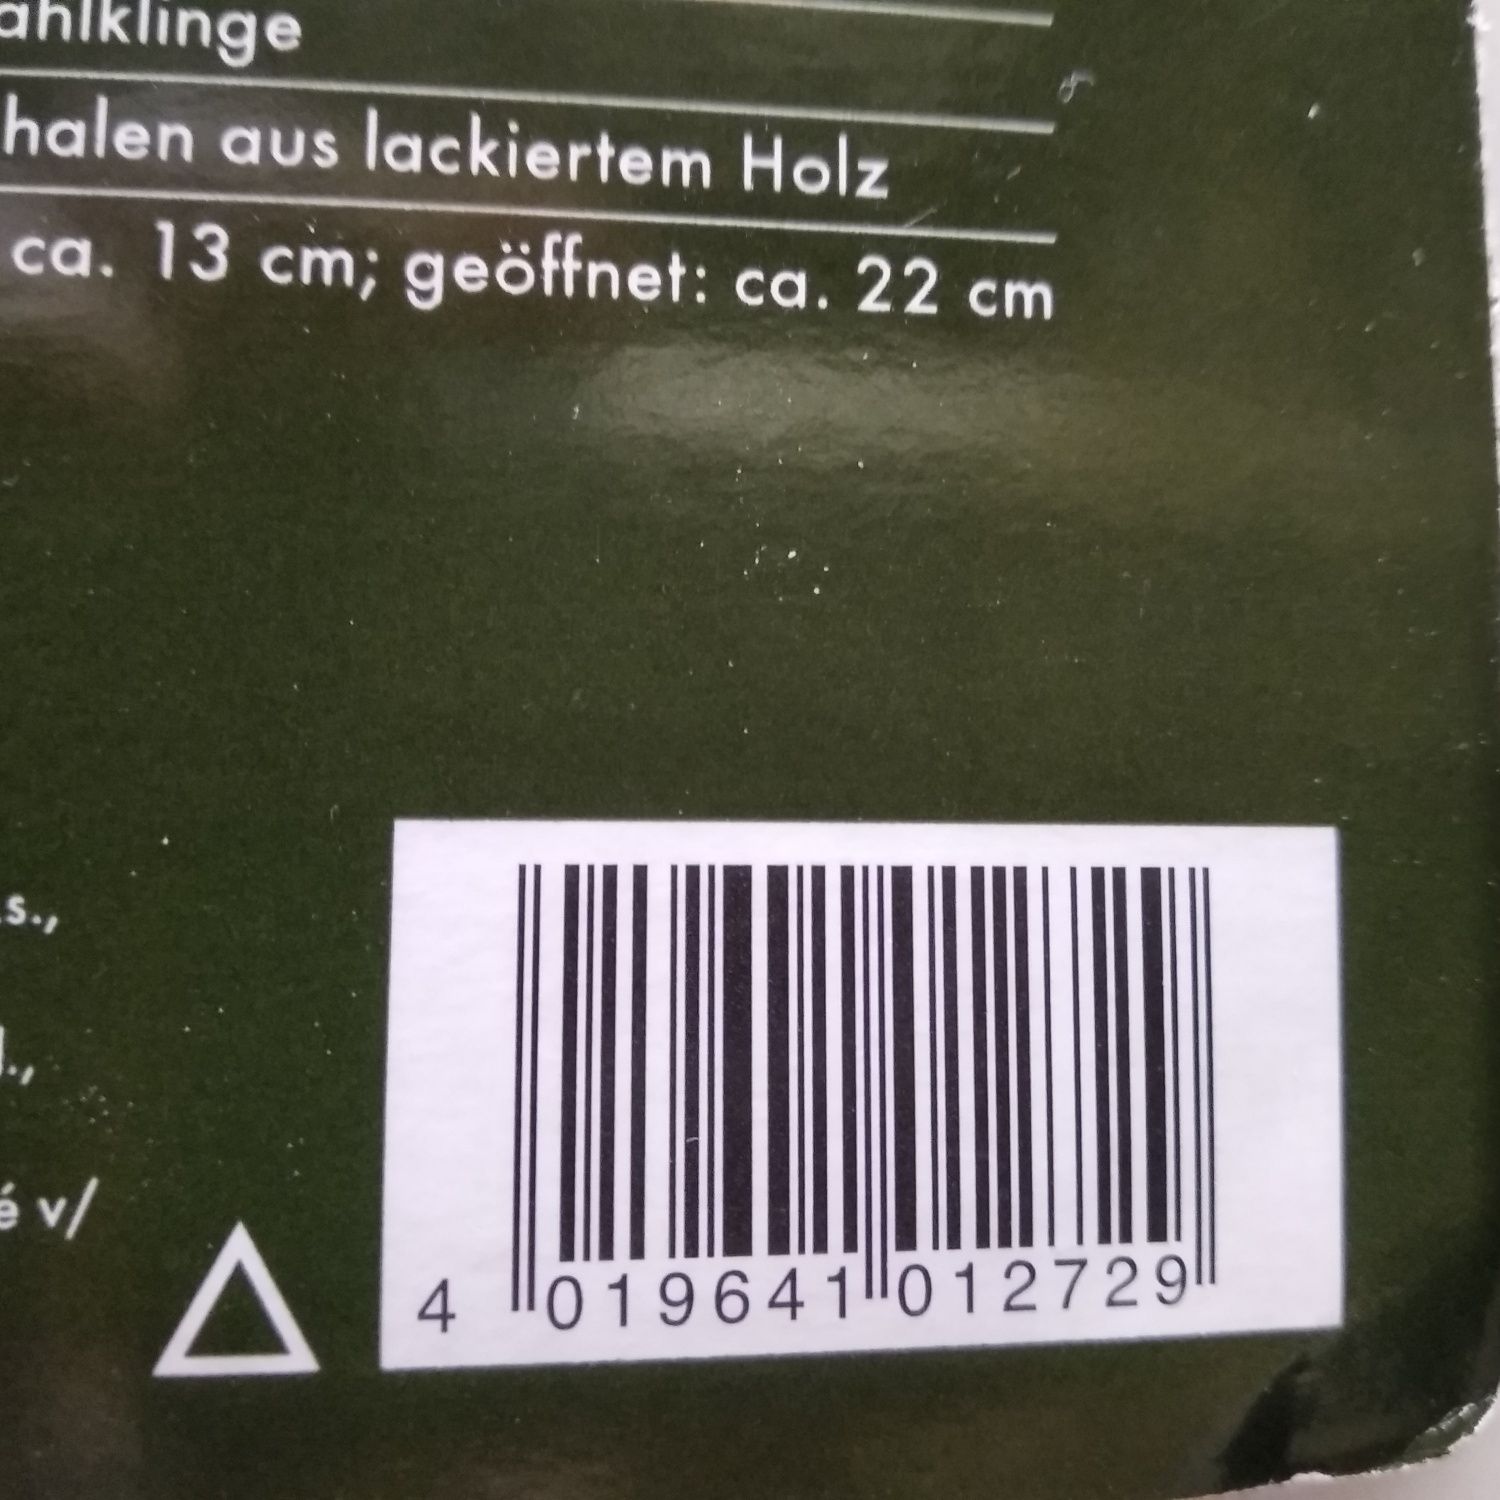 ahlklinge
halen aus lackiertem Holz
ca. 13 cm; geöffnet: ca. 22 cm
s.,
é v/
4 019641 012729